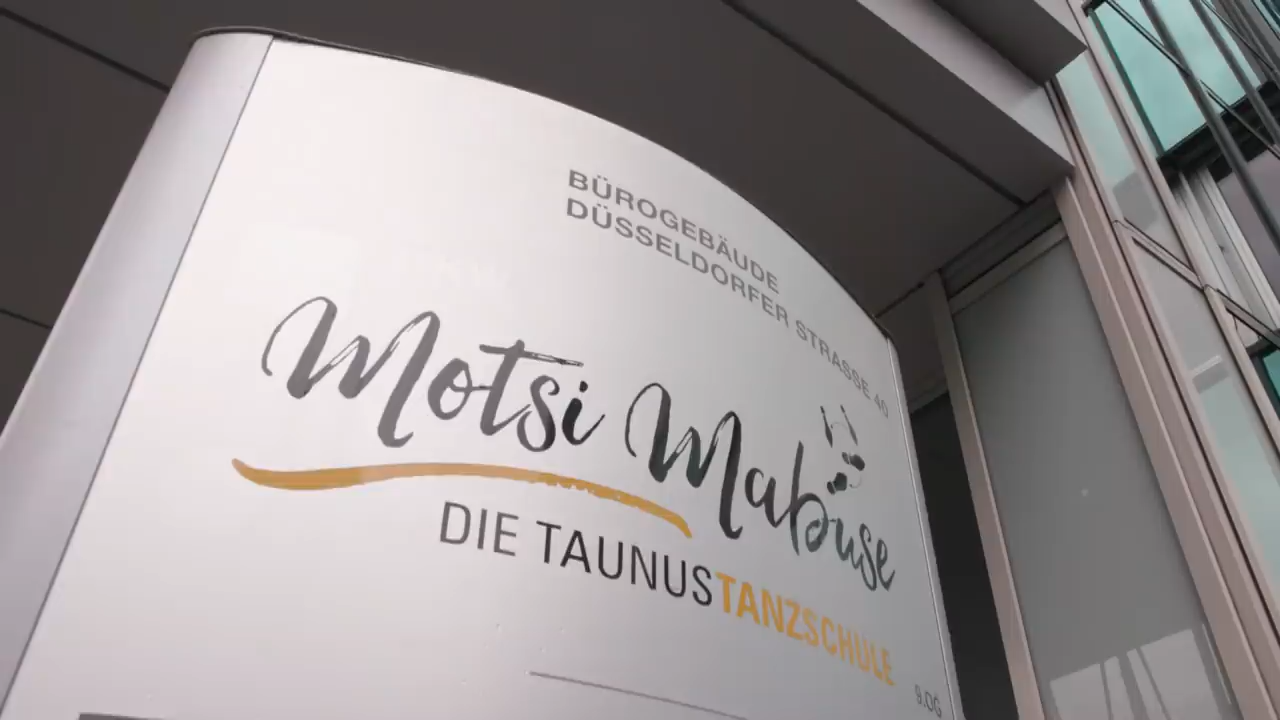 BÜROGEBÄUDE
DÜSSELDORFER STRASSE 40
Motsi Mabuse
DIE TAUNUSTANZSCHULE
9.OG